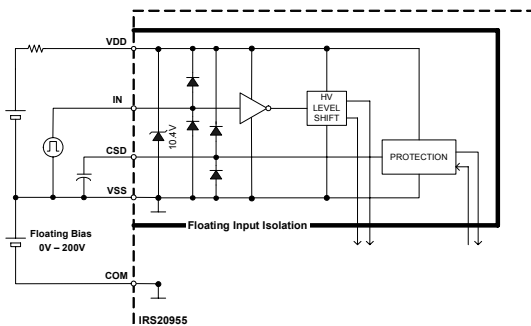 VDD
IN
HV
LEVEL
SHIFT
10.4V
CSD
PROTECTION
VSS
Floating Input Isolation
Floating Bias
0V – 200V
COM
IRS20955